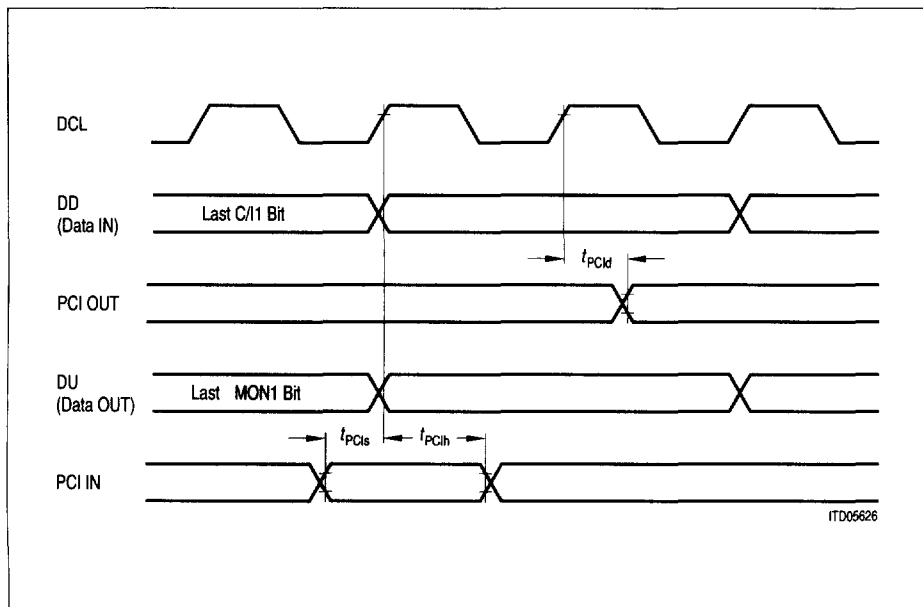 DCL
DD
(Data IN)
Last C/I1 Bit
tPCId
PCI OUT
DU
(Data OUT)
Last MON1 Bit
tPCIs
tPCIh
PCI IN
ITD05626